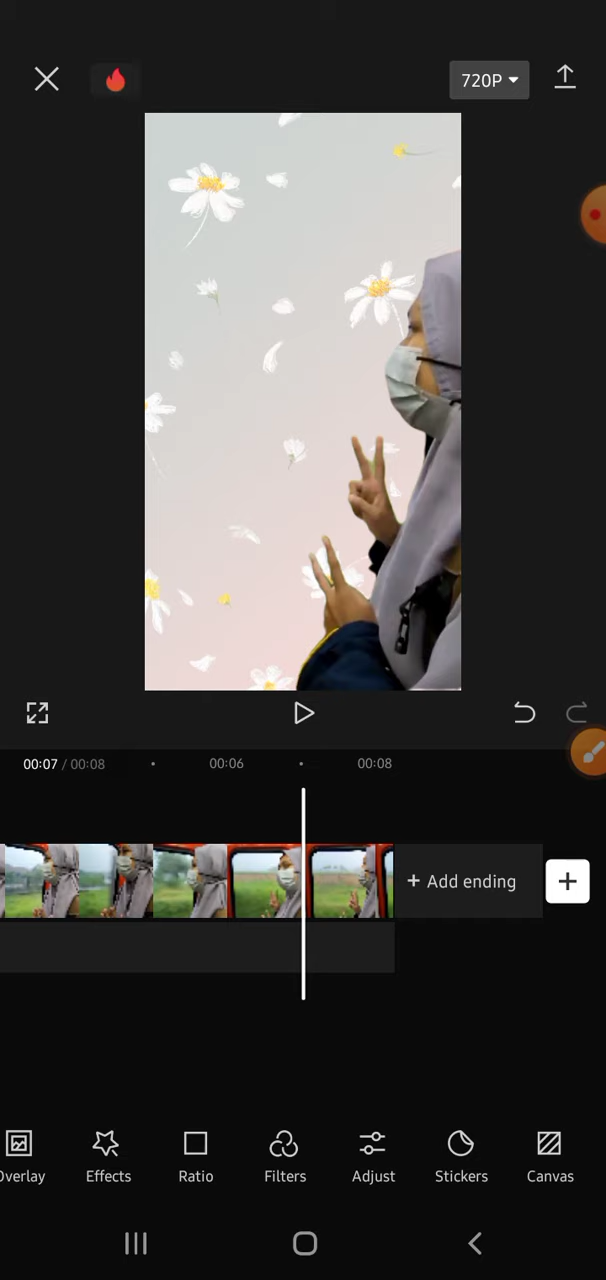 720P
00:07 / 00:08
00:06
00:08
+ Add ending
Overlay
Effects
Ratio
Filters
Adjust
Stickers
Canvas